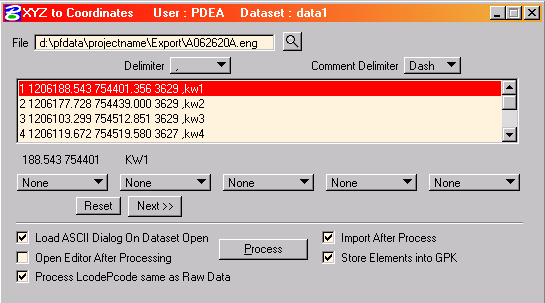 XYZ to Coordinates User : PDEA Dataset : data1
File d:\pfdata\projectname\Export\A062620A.eng
Delimiter , Comment Delimiter Dash
1 1206188.543 754401.356 3629 ,kw1
2 1206177.728 754439.000 3629 ,kw2
3 1206103.299 754512.851 3629 ,kw3
4 1206119.672 754519.580 3627 ,kw4
188.543 754401 KW1
None None None None None
Reset Next >>
Load ASCII Dialog On Dataset Open Process Import After Process
Open Editor After Processing Store Elements into GPK
Process LcodePcode same as Raw Data